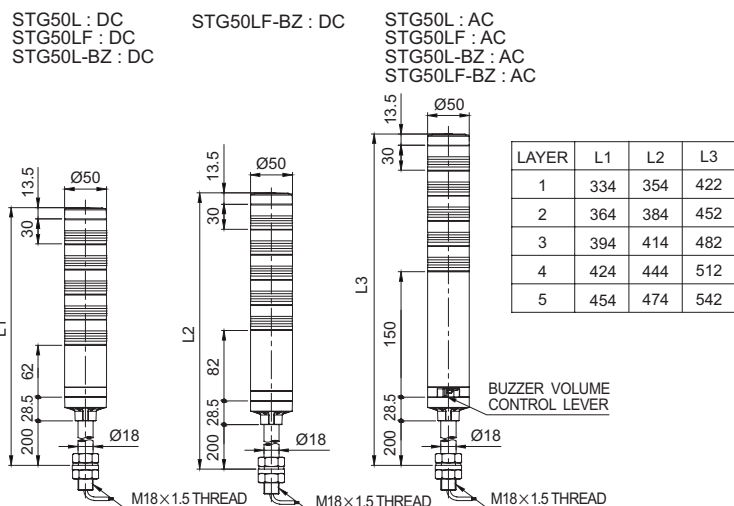 STG50L : DC
STG50LF : DC
STG50L-BZ : DC
STG50LF-BZ : DC
STG50L : AC
STG50LF : AC
STG50L-BZ : AC
STG50LF-BZ : AC
Ø50
13.5
30
L1
62
28.5
200
Ø18
M18×1.5 THREAD
Ø50
13.5
30
L2
82
28.5
200
Ø18
M18×1.5 THREAD
Ø50
13.5
30
L3
150
28.5
200
Ø18
M18×1.5 THREAD
BUZZER VOLUME
CONTROL LEVER
LAYER L1 L2 L3
1 334 354 422
2 364 384 452
3 394 414 482
4 424 444 512
5 454 474 542